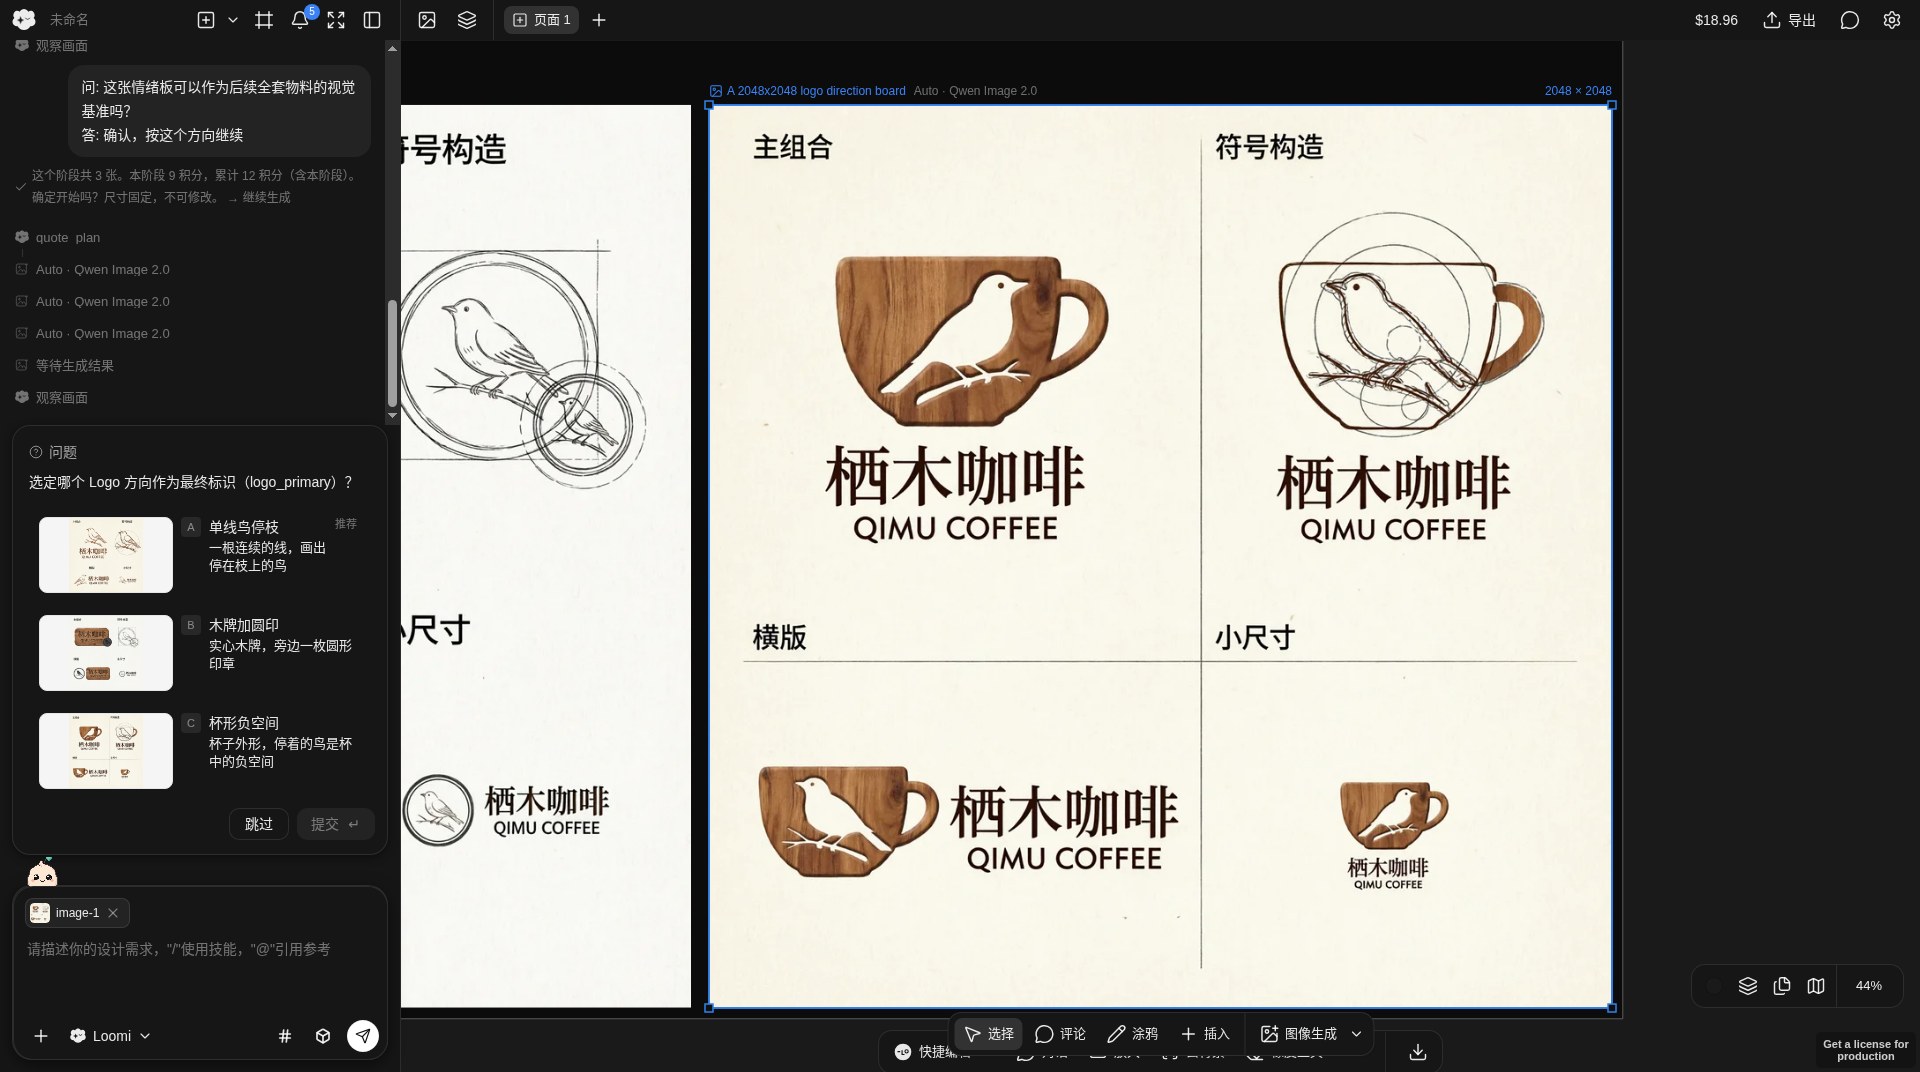 未命名
5
页面 1
$18.96
导出
观察画面
问: 这张情绪板可以作为后续全套物料的视觉
基准吗?
答: 确认，按这个方向继续
这个阶段共 3 张。本阶段 9 积分，累计 12 积分（含本阶段）。
确定开始吗？尺寸固定，不可修改。 → 继续生成
quote_plan
Auto · Qwen Image 2.0
Auto · Qwen Image 2.0
Auto · Qwen Image 2.0
等待生成结果
观察画面
问题
选定哪个 Logo 方向作为最终标识（logo_primary）?
A
单线鸟停枝
推荐
一根连续的线，画出
停在枝上的鸟
B
木牌加圆印
实心木牌，旁边一枚圆形
印章
C
杯形负空间
杯子外形，停着的鸟是杯
中的负空间
跳过
提交
image-1
请描述你的设计需求，"/"使用技能，"@"引用参考
Loomi
号构造
小尺寸
栖木咖啡
QIMU COFFEE
A 2048x2048 logo direction board
Auto · Qwen Image 2.0
2048 × 2048
主组合
栖木咖啡
QIMU COFFEE
符号构造
栖木咖啡
QIMU COFFEE
横版
栖木咖啡
QIMU COFFEE
小尺寸
栖木咖啡
QIMU COFFEE
选择
评论
涂鸦
插入
图像生成
快捷编
44%
Get a license for
production